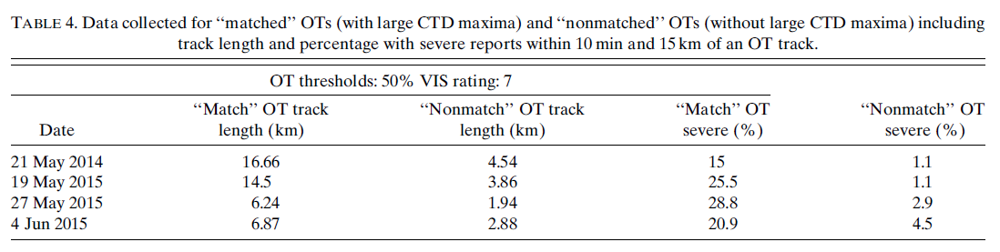 TABLE 4. Data collected for “matched” OTs (with large CTD maxima) and “nonmatched” OTs (without large CTD maxima) including
track length and percentage with severe reports within 10 min and 15 km of an OT track.
OT thresholds: 50% VIS rating: 7
“Match” OT track “Nonmatch” OT track “Match” OT “Nonmatch” OT
Date length (km) length (km) severe (%) severe (%)
21 May 2014 16.66 4.54 15 1.1
19 May 2015 14.5 3.86 25.5 1.1
27 May 2015 6.24 1.94 28.8 2.9
4 Jun 2015 6.87 2.88 20.9 4.5